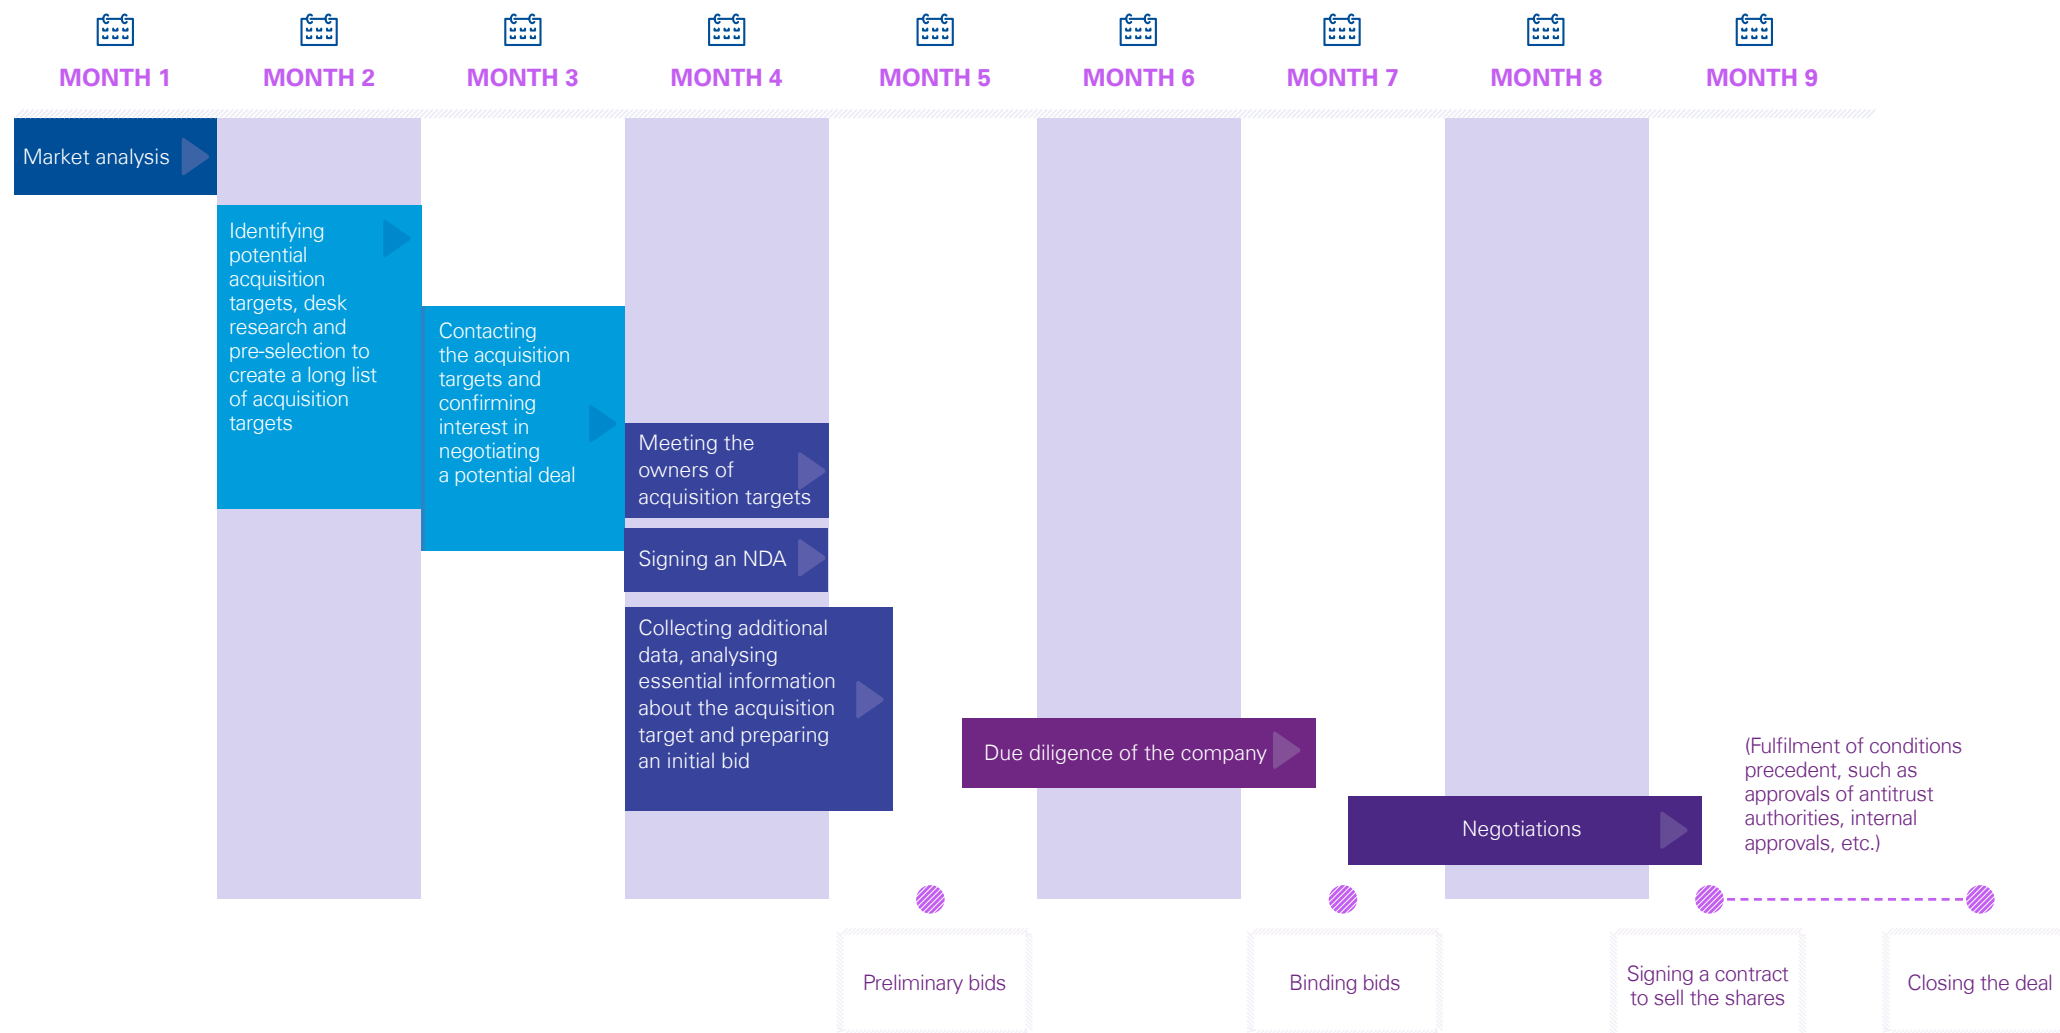 MONTH 1
MONTH 2
MONTH 3
MONTH 4
MONTH 5
MONTH 6
MONTH 7
MONTH 8
MONTH 9
Market analysis
Identifying
potential
acquisition
targets, desk
research and
pre-selection to
create a long list
of acquisition
targets
Contacting
the acquisition
targets and
confirming
interest in
negotiating
a potential deal
Meeting the
owners of
acquisition targets
Signing an NDA
Collecting additional
data, analysing
essential information
about the acquisition
target and preparing
an initial bid
Due diligence of the company
Negotiations
(Fulfilment of conditions
precedent, such as
approvals of antitrust
authorities, internal
approvals, etc.)
Preliminary bids
Binding bids
Signing a contract
to sell the shares
Closing the deal